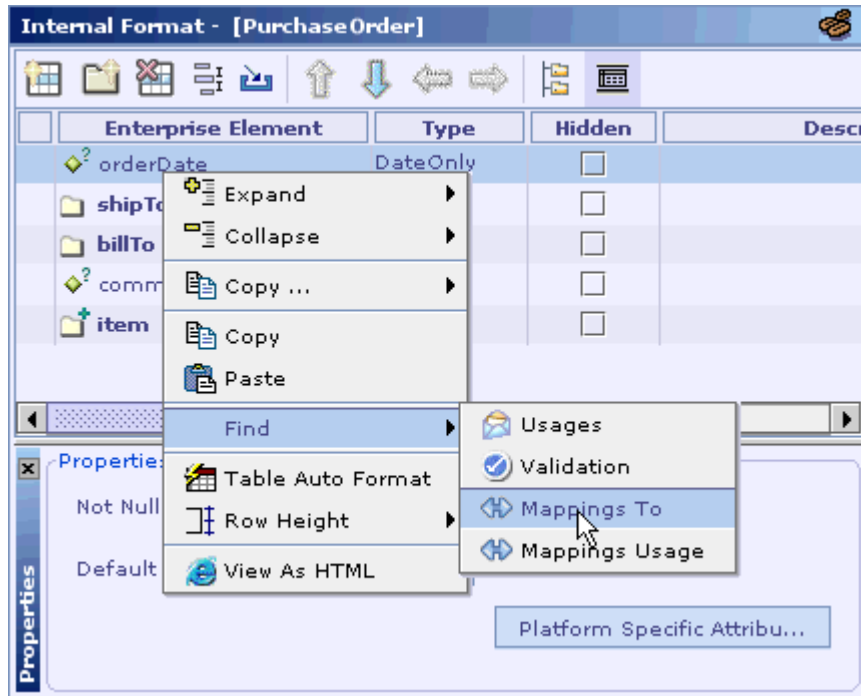 Internal Format - [PurchaseOrder]
Enterprise Element Type Hidden Descr
orderDate DateOnly
shipTo
billTo
comm
item
Expand
Collapse
Copy ...
Copy
Paste
Find
Table Auto Format
Row Height
View As HTML
Usages
Validation
Mappings To
Mappings Usage
Properties
Not Null
Default
Platform Specific Attribu...
Properties